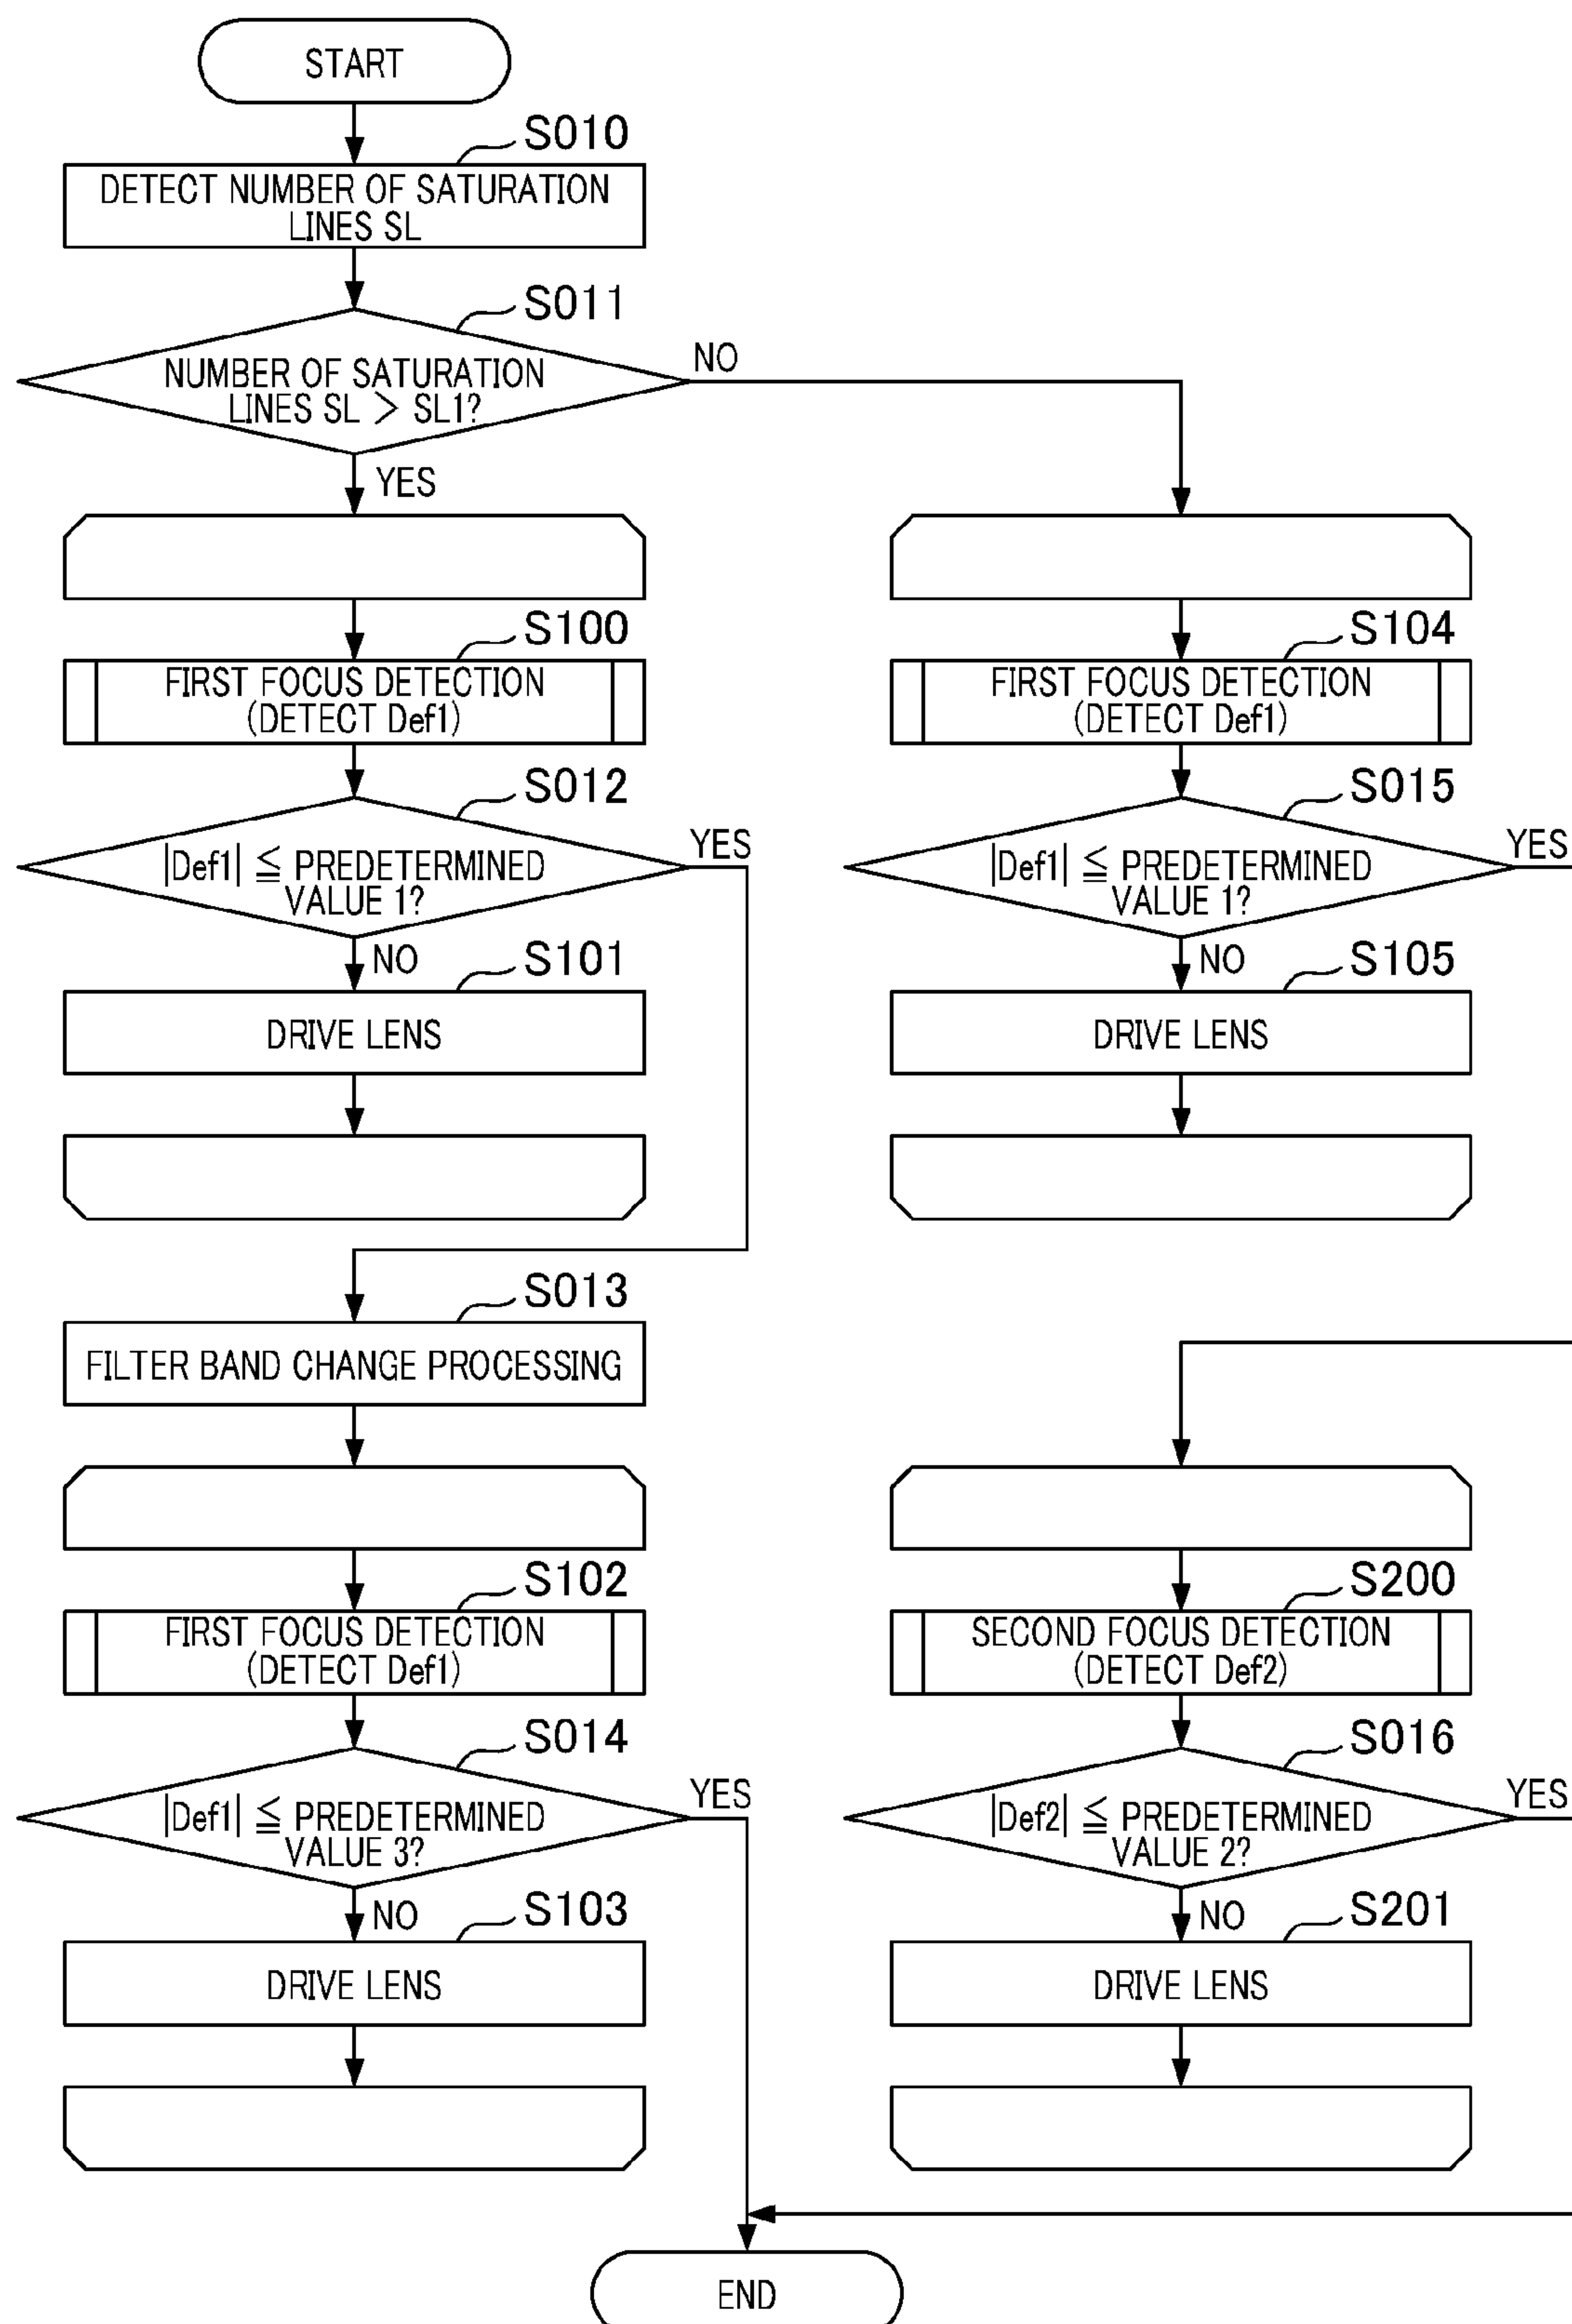 START
S010
DETECT NUMBER OF SATURATION
LINES SL
S011
NUMBER OF SATURATION
LINES SL > SL1?
NO
YES
S100
FIRST FOCUS DETECTION
(DETECT Def1)
S012
|Def1| ≦ PREDETERMINED
VALUE 1?
YES
NO
S101
DRIVE LENS
S104
FIRST FOCUS DETECTION
(DETECT Def1)
S015
|Def1| ≦ PREDETERMINED
VALUE 1?
YES
NO
S105
DRIVE LENS
S013
FILTER BAND CHANGE PROCESSING
S102
FIRST FOCUS DETECTION
(DETECT Def1)
S014
|Def1| ≦ PREDETERMINED
VALUE 3?
YES
NO
S103
DRIVE LENS
S200
SECOND FOCUS DETECTION
(DETECT Def2)
S016
|Def2| ≦ PREDETERMINED
VALUE 2?
YES
NO
S201
DRIVE LENS
END